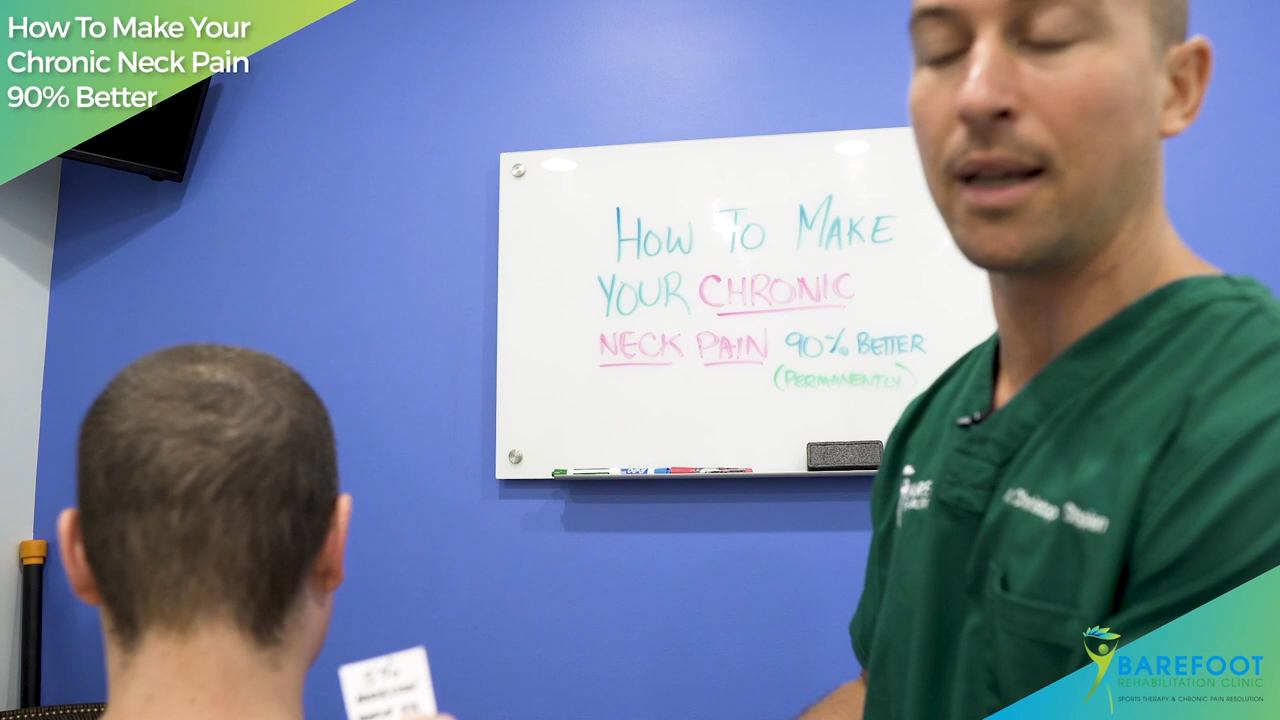 How To Make Your
Chronic Neck Pain
90% Better
HOW TO MAKE
YOUR CHRONIC
NECK PAIN 90% BETTER
(PERMANENTLY)
BAREFOOT
REHABILITATION CLINIC
SPORTS THERAPY & CHRONIC PAIN RESOLUTION